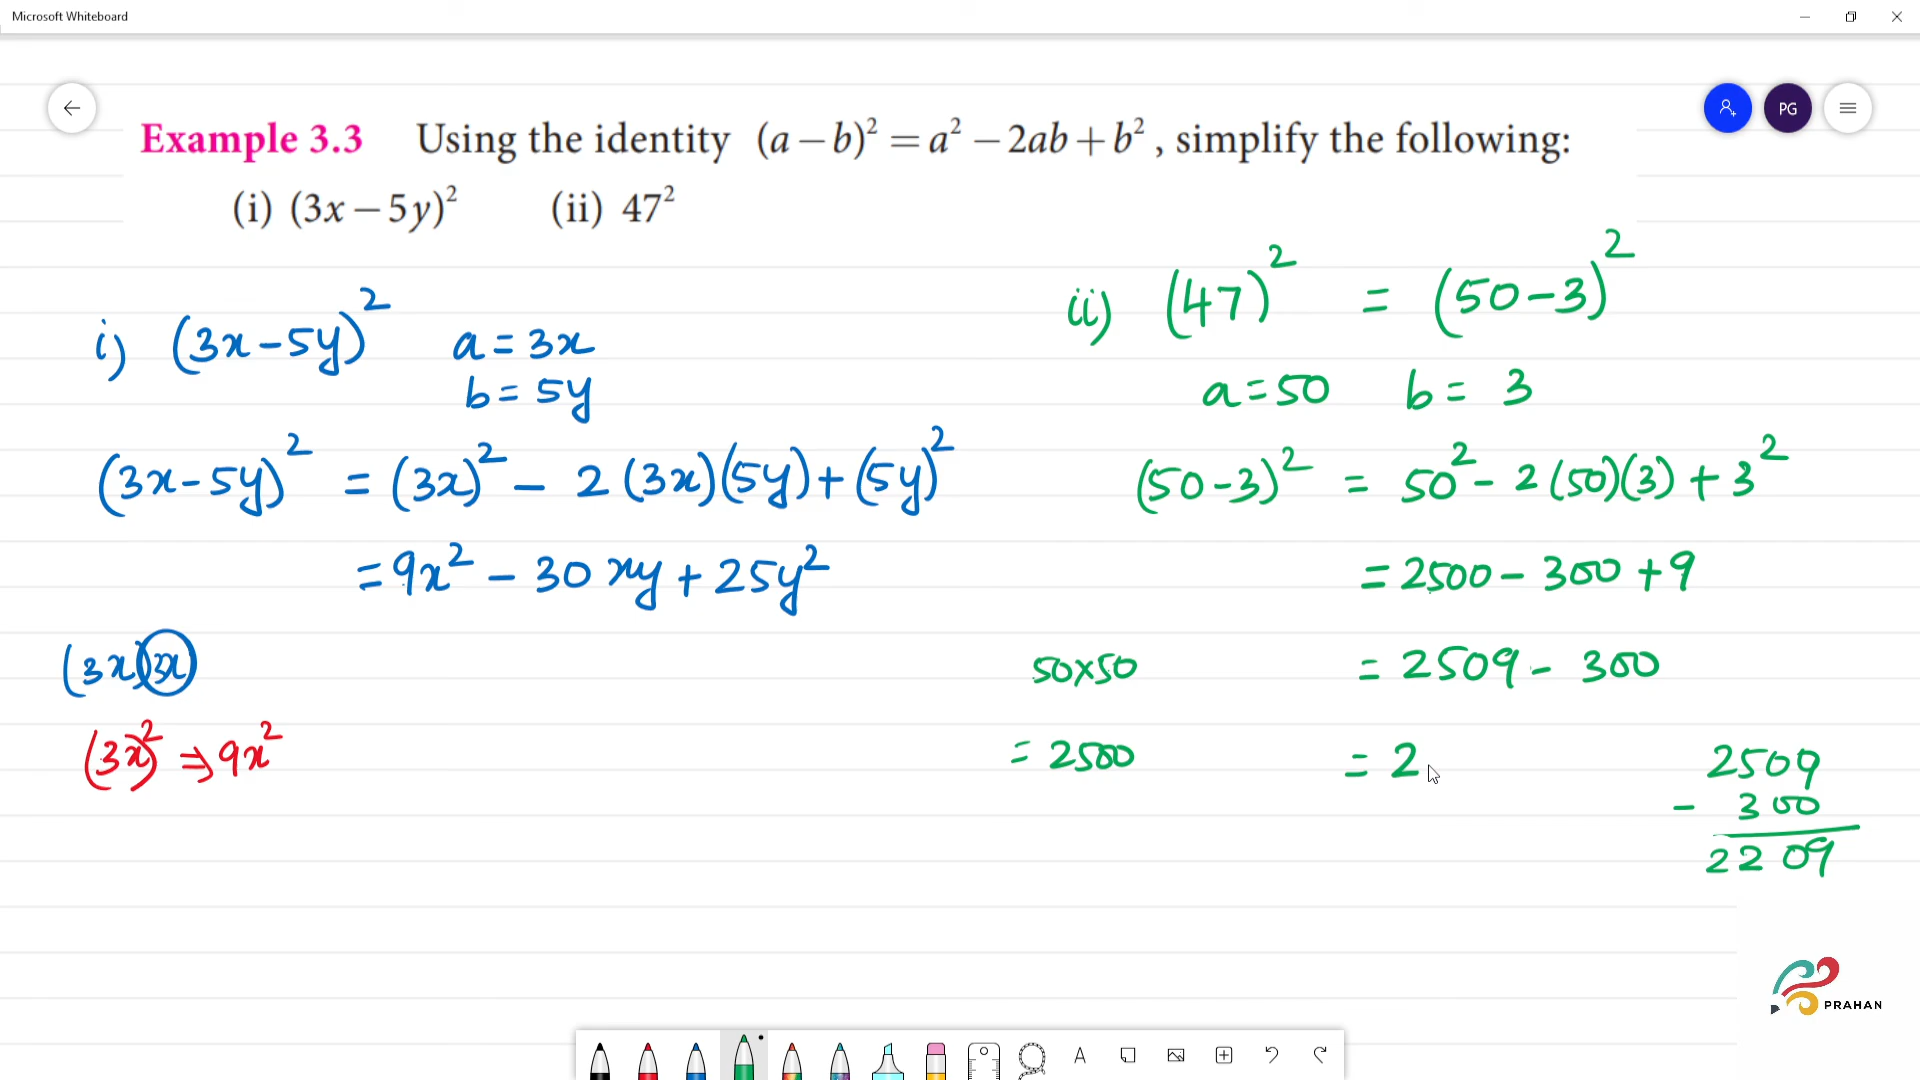 Microsoft Whiteboard
PG
Example 3.3 Using the identity (a − b)² = a² − 2ab + b², simplify the following:
(i) (3x − 5y)² (ii) 47²
i) (3x-5y)² a = 3x
b = 5y
(3x-5y)² = (3x)² - 2 (3x)(5y) + (5y)²
= 9x² - 30 xy + 25y²
(3x)(3x)
(3x)² ⇒ 9x²
ii) (47)² = (50-3)²
a = 50 b = 3
(50-3)² = 50² - 2 (50)(3) + 3²
= 2500 - 300 + 9
50×50 = 2509 - 300
= 2500 = 2
2509
- 300
2209
PRAHAN
A